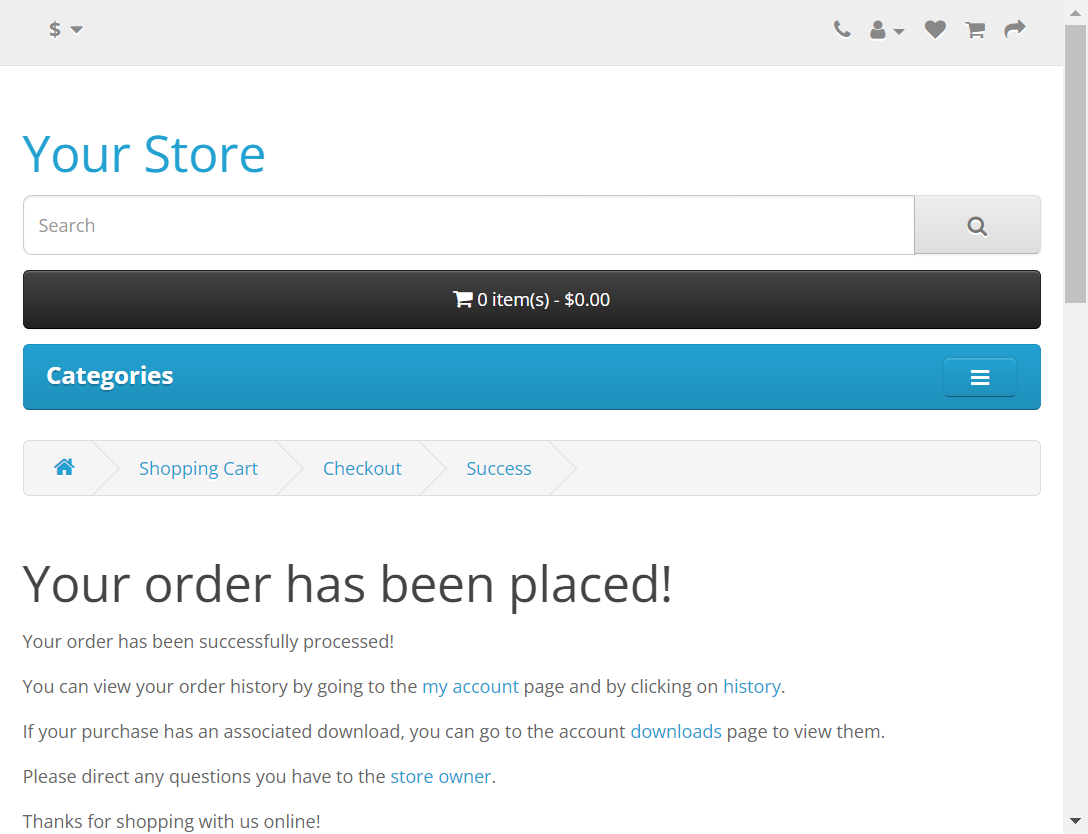 $
Your Store
Search
0 item(s) - $0.00
Categories
Shopping Cart
Checkout
Success
Your order has been placed!
Your order has been successfully processed!
You can view your order history by going to the my account page and by clicking on history.
If your purchase has an associated download, you can go to the account downloads page to view them.
Please direct any questions you have to the store owner.
Thanks for shopping with us online!